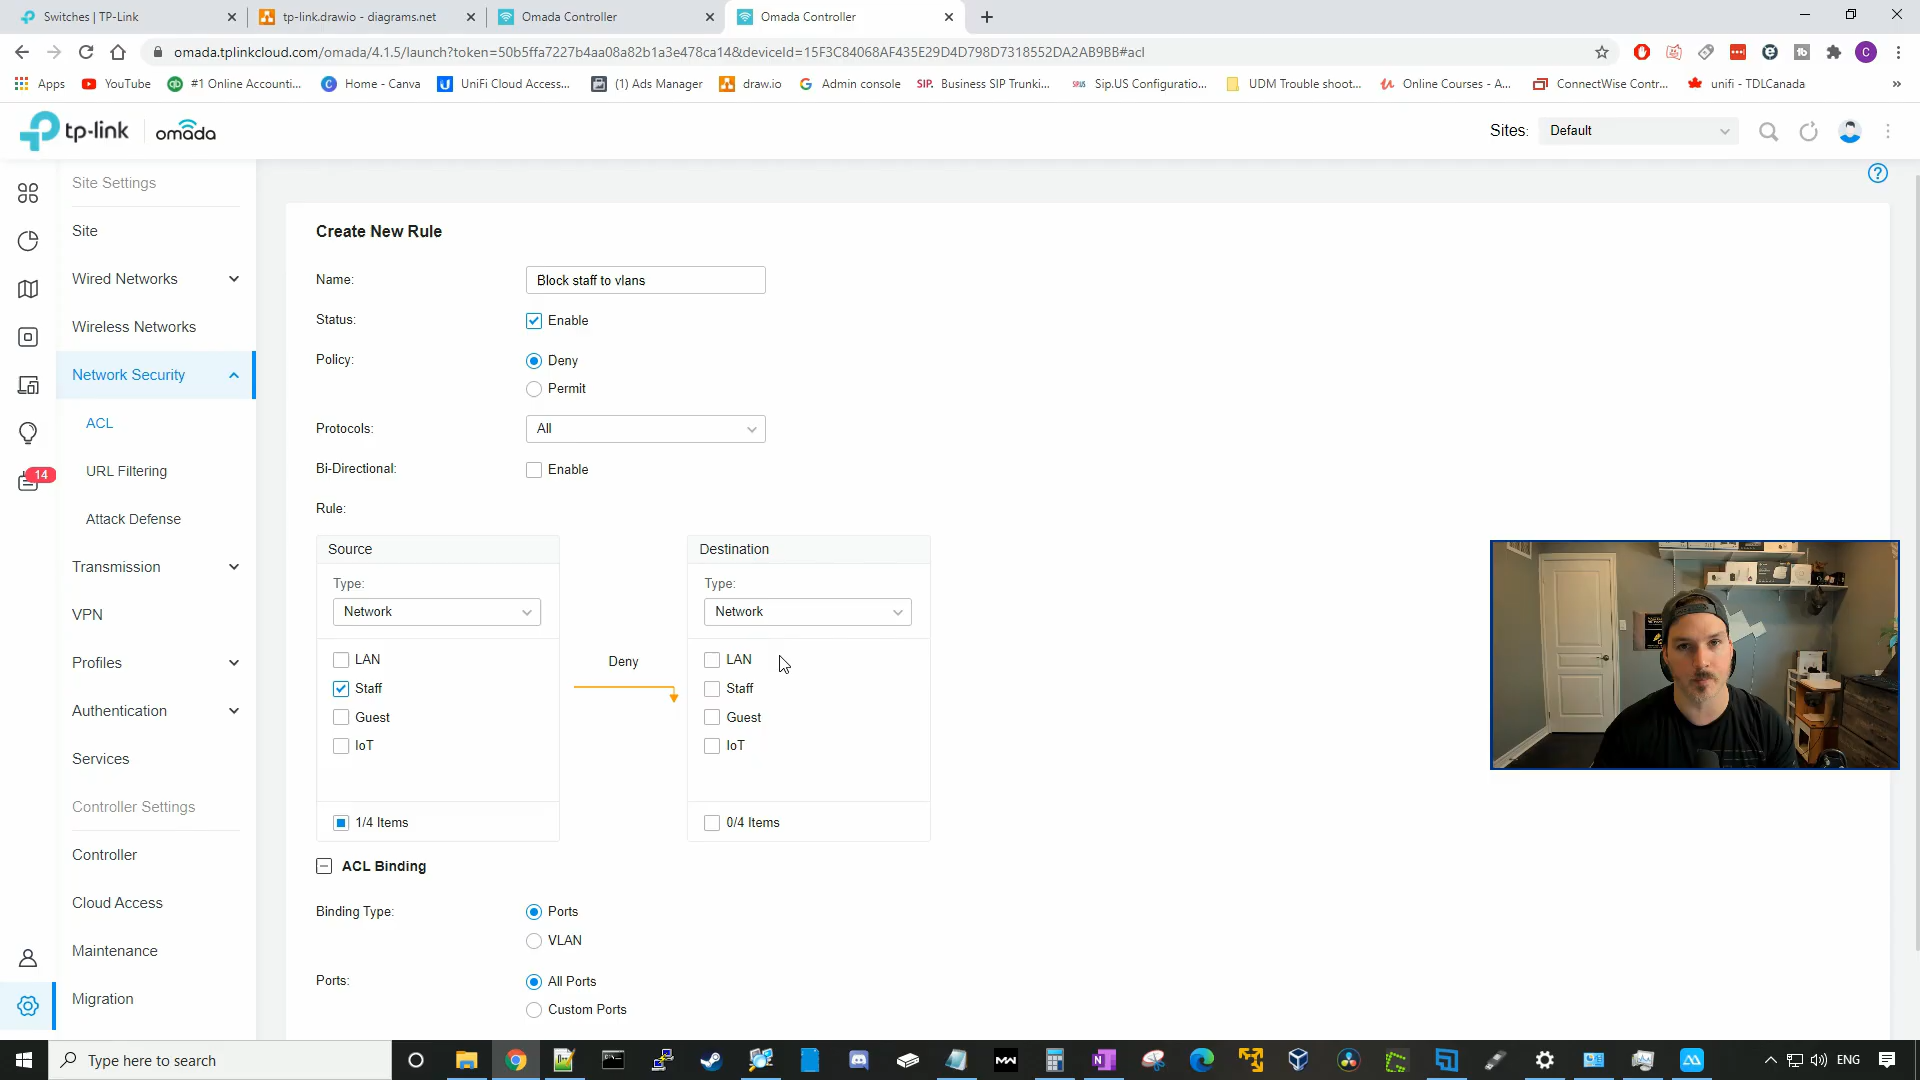 Switches | TP-Link
tp-link.drawio - diagrams.net
Omada Controller
Omada Controller
omada.tplinkcloud.com/omada/4.1.5/launch?token=50b5ffa7227b4aa08a82b1a3e478ca14&deviceId=15F3C84068AF435E29D4D798D7318552DA2AB9BB#acl
Apps
YouTube
#1 Online Accounti...
Home - Canva
UniFi Cloud Access...
(1) Ads Manager
draw.io
Admin console
SIP. Business SIP Trunki...
Sip.US Configuratio...
UDM Trouble shoot...
Online Courses - A...
ConnectWise Contr...
unifi - TDLCanada
»
tp-link
omada
Sites:
Default
Site Settings
Site
Wired Networks
Wireless Networks
Network Security
ACL
URL Filtering
Attack Defense
14
Transmission
VPN
Profiles
Authentication
Services
Controller Settings
Controller
Cloud Access
Maintenance
Migration
Create New Rule
Name:
Block staff to vlans
Status:
Enable
Policy:
Deny
Permit
Protocols:
All
Bi-Directional:
Enable
Rule:
Source
Type:
Network
LAN
Staff
Guest
IoT
1/4 Items
Deny
Destination
Type:
Network
LAN
Staff
Guest
IoT
0/4 Items
ACL Binding
Binding Type:
Ports
VLAN
Ports:
All Ports
Custom Ports
Type here to search
ENG